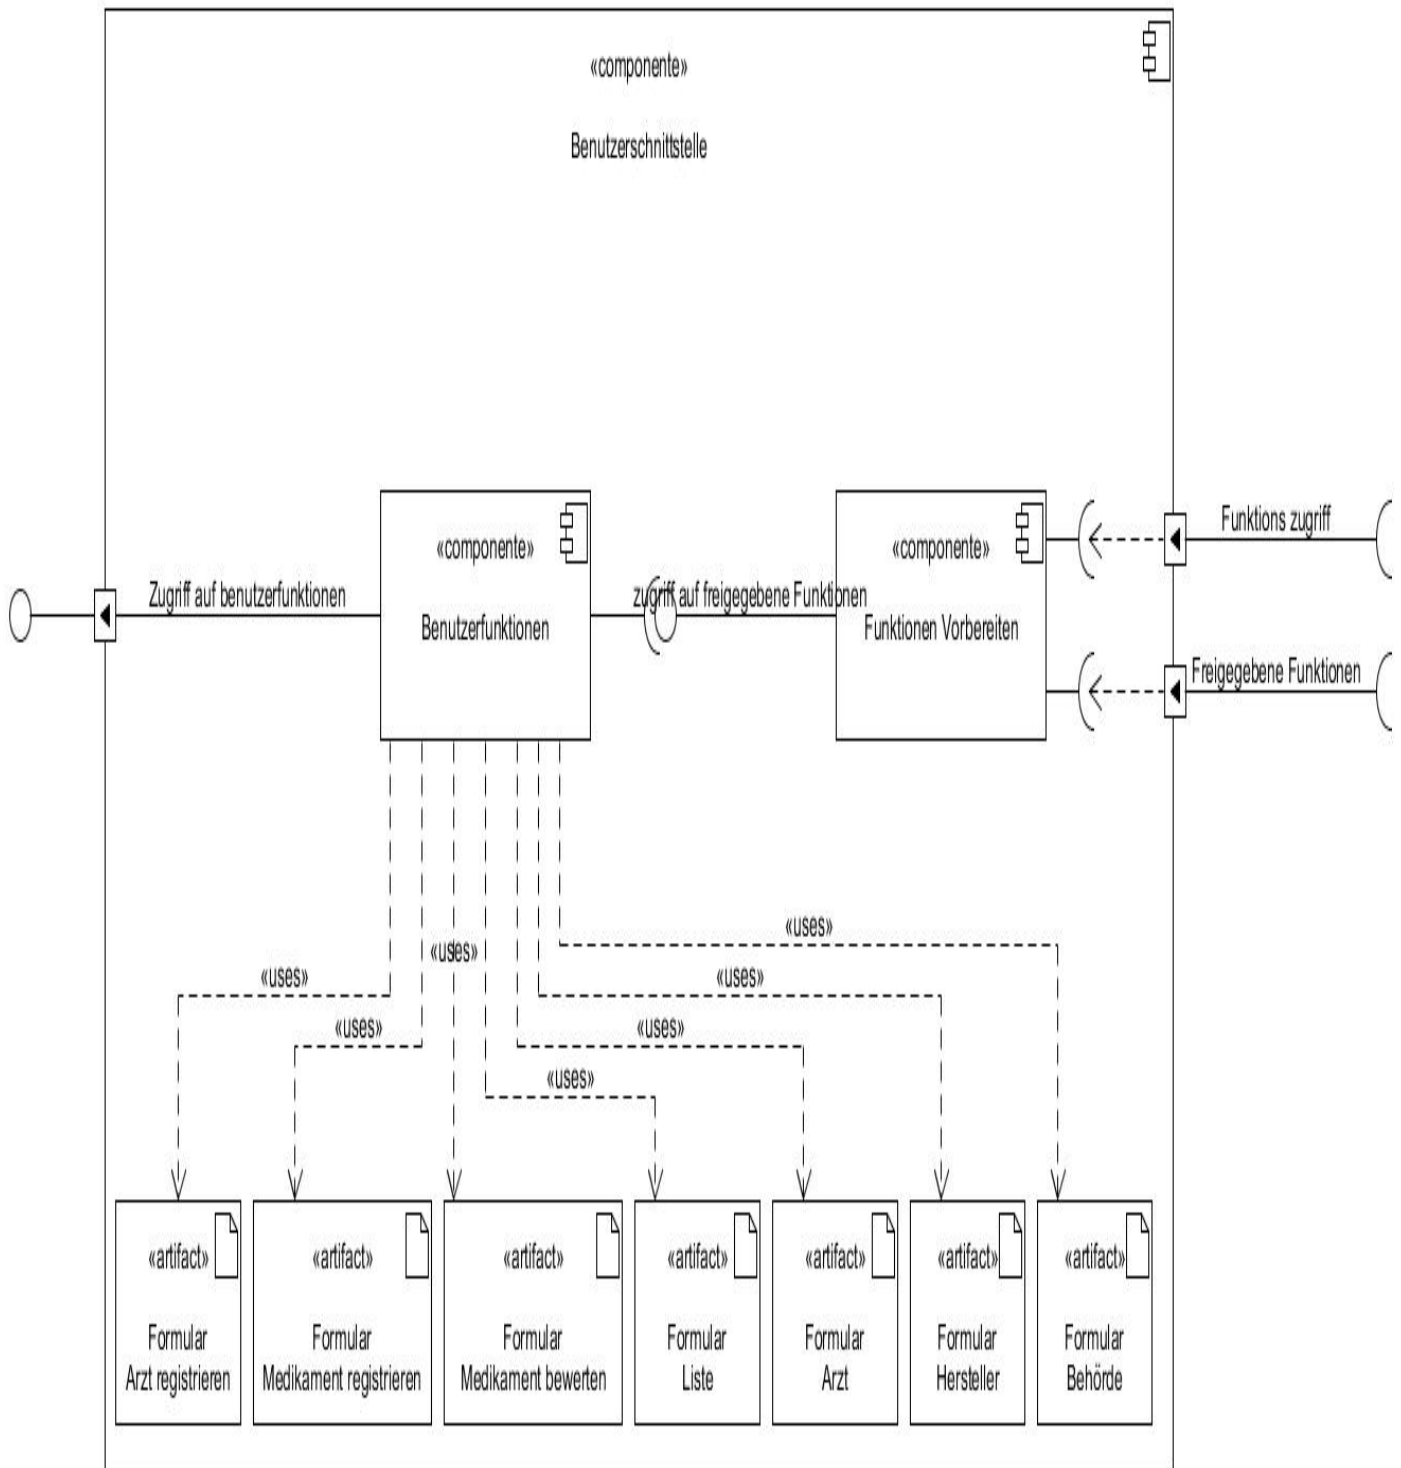 «componente»
Benutzerschnittstelle
Funktions zugriff
«componente»
Benutzerfunktionen
«componente»
Funktionen Vorbereiten
Zugriff auf benutzerfunktionen
zugriff auf freigegebene Funktionen
Freigegebene Funktionen
«uses»
«uses»
«uses»
«uses»
«uses»
«uses»
«uses»
«artifact»
Formular
Arzt registrieren
«artifact»
Formular
Medikament registrieren
«artifact»
Formular
Medikament bewerten
«artifact»
Formular
Liste
«artifact»
Formular
Arzt
«artifact»
Formular
Hersteller
«artifact»
Formular
Behörde